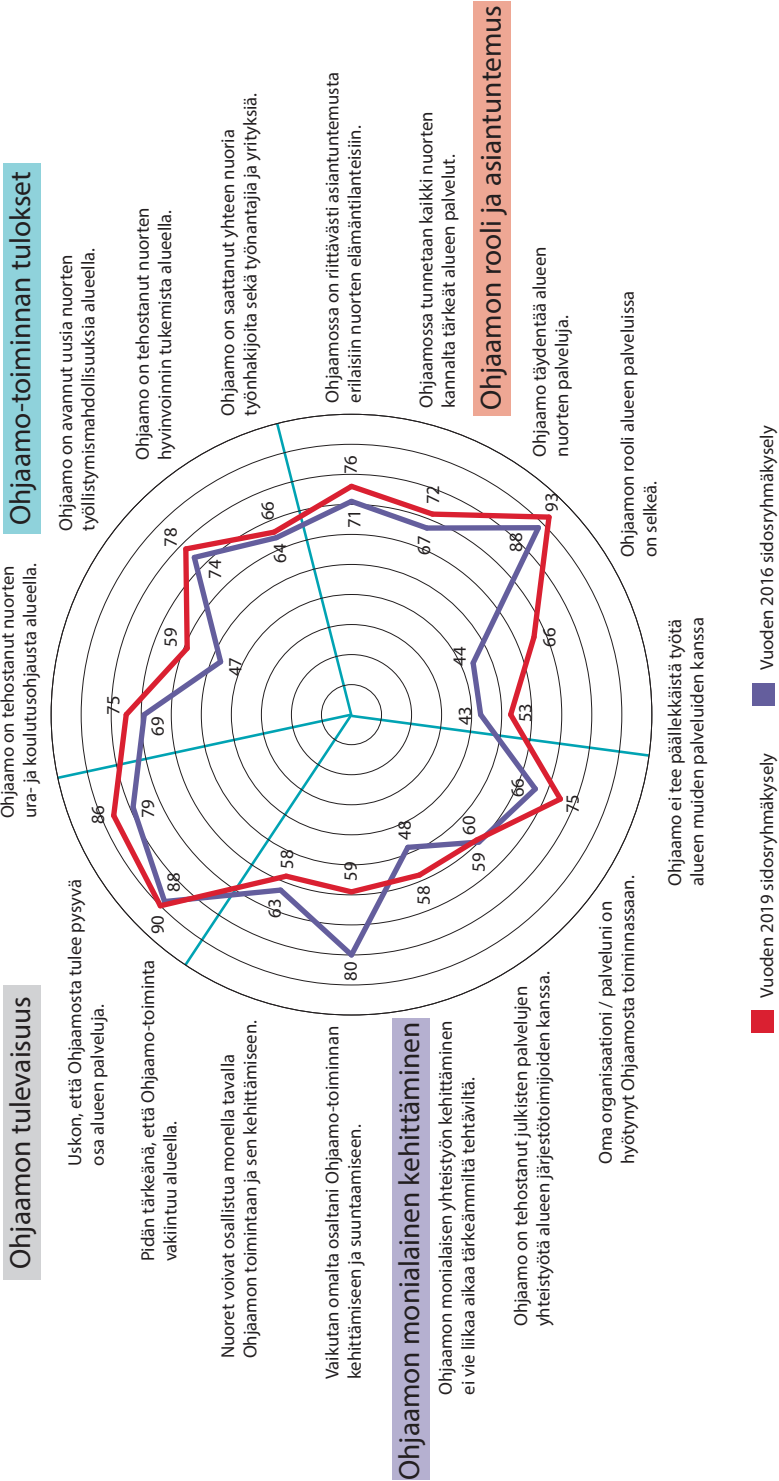 Ohjaamon tulevaisuus
Ohjaamo-toiminnan tulokset
Ohjaamo on tehostanut nuorten
ura- ja koulutusohjausta alueella.
Ohjaamo on avannut uusia nuorten
työllistymismahdollisuuksia alueella.
Ohjaamo on tehostanut nuorten
hyvinvoinnin tukemista alueella.
Ohjaamo on saattanut yhteen nuoria
työnhakijoita sekä työnantajia ja yrityksiä.
Ohjaamossa on riittävästi asiantuntemusta
erilaisiin nuorten elämäntilanteisiin.
Ohjaamossa tunnetaan kaikki nuorten
kannalta tärkeät alueen palvelut.
Ohjaamon rooli ja asiantuntemus
Ohjaamo täydentää alueen
nuorten palveluja.
Ohjaamon rooli alueen palveluissa
on selkeä.
Ohjaamo ei tee päällekkäistä työtä
alueen muiden palveluiden kanssa
Oma organisaationi / palveluni on
hyötynyt Ohjaamosta toiminnassaan.
Ohjaamo on tehostanut julkisten palvelujen
yhteistyötä alueen järjestötoimijoiden kanssa.
Ohjaamon monialaisen yhteistyön kehittäminen
ei vie liikaa aikaa tärkeämmiltä tehtäviltä.
Ohjaamon monialainen kehittäminen
Vaikutan omalta osaltani Ohjaamo-toiminnan
kehittämiseen ja suuntaamiseen.
Nuoret voivat osallistua monella tavalla
Ohjaamon toimintaan ja sen kehittämiseen.
Pidän tärkeänä, että Ohjaamo-toiminta
vakiintuu alueella.
Uskon, että Ohjaamosta tulee pysyvä
osa alueen palveluja.
75
69
59
47
78
74
66
64
76
71
72
67
93
88
66
44
53
43
75
66
60
59
58
48
59
80
58
63
90
88
86
79
Vuoden 2019 sidosryhmäkysely
Vuoden 2016 sidosryhmäkysely